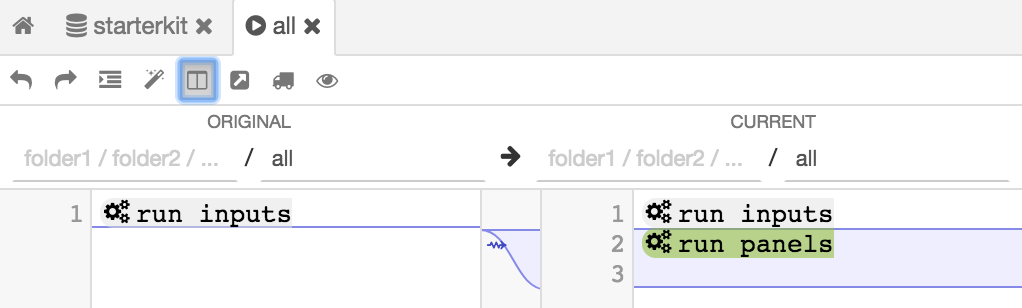 starterkit all
ORIGINAL CURRENT
folder1 / folder2 / ... / all folder1 / folder2 / ... / all
1 run inputs 1 run inputs
2 run panels
3